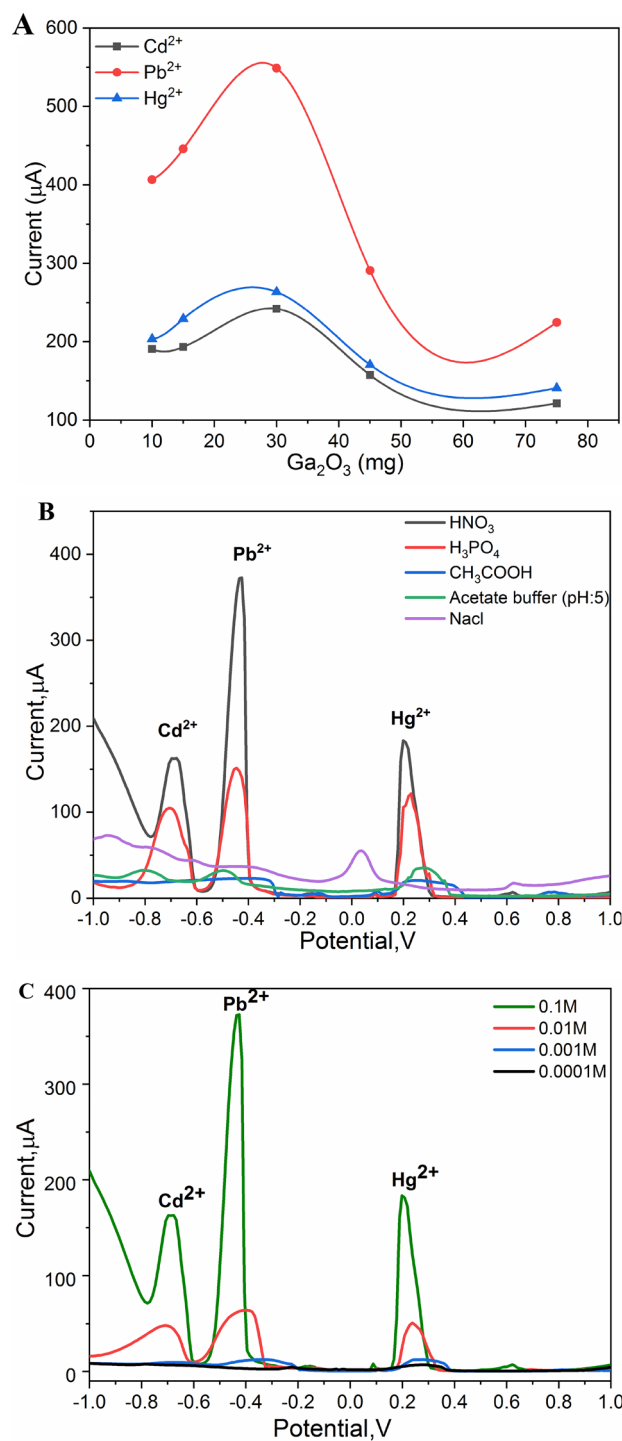 A
600
500
400
300
200
100
Current (μA)
Cd²⁺
Pb²⁺
Hg²⁺
0 10 20 30 40 50 60 70 80
Ga₂O₃ (mg)
B
400
300
200
100
0
Current,μA
Cd²⁺
Pb²⁺
Hg²⁺
HNO₃
H₃PO₄
CH₃COOH
Acetate buffer (pH:5)
Nacl
-1.0 -0.8 -0.6 -0.4 -0.2 0.0 0.2 0.4 0.6 0.8 1.0
Potential,V
C
400
300
200
100
0
Current,μA
Cd²⁺
Pb²⁺
Hg²⁺
0.1M
0.01M
0.001M
0.0001M
-1.0 -0.8 -0.6 -0.4 -0.2 0.0 0.2 0.4 0.6 0.8 1.0
Potential,V